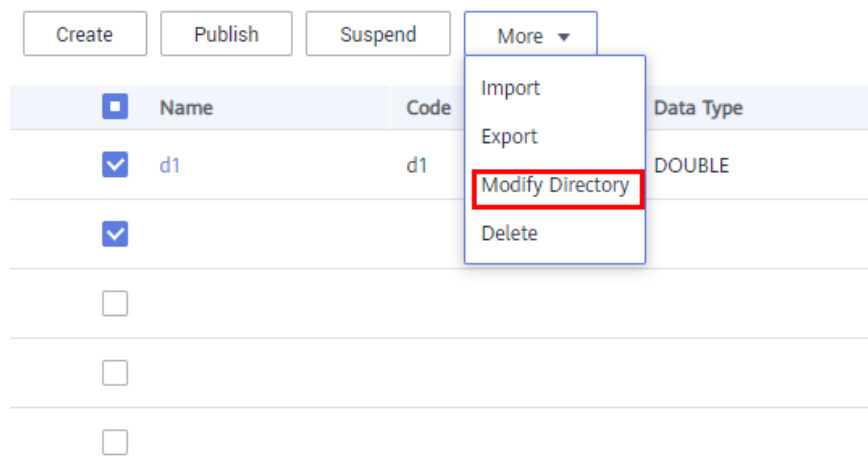 Create Publish Suspend More
Import
Name Code Data Type
Export
d1 d1 DOUBLE
Modify Directory
Delete